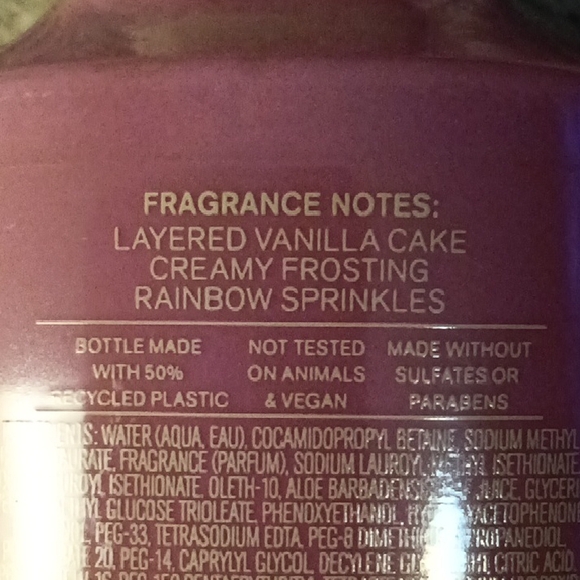 FRAGRANCE NOTES:
LAYERED VANILLA CAKE
CREAMY FROSTING
RAINBOW SPRINKLES
BOTTLE MADE
WITH 50%
RECYCLED PLASTIC
NOT TESTED
ON ANIMALS
& VEGAN
MADE WITHOUT
SULFATES OR
PARABENS
WATER (AQUA, EAU), COCAMIDOPROPYL BETAINE, SODIUM METHYL
FRAGRANCE (PARFUM), SODIUM LAUROYL METHYL ISETHIONATE
ISETHIONATE, OLETH-10, ALOE BARBADENSIS JUICE,
GLUCOSE TRIOLEATE, PHENOXYETHANOL,
PEG-33, TETRASODIUM EDTA, PEG-8 DIMETHICONE,
20, PEG-14, CAPRYLYL GLYCOL, DECYLENE CITRIC ACID